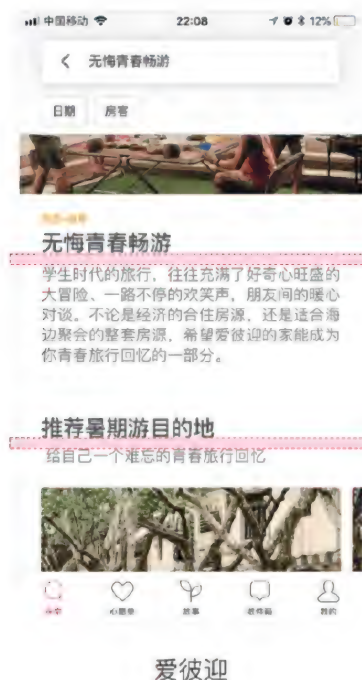 中国移动
22:08
12%
无悔青春畅游
日期
房客
无悔青春畅游
学生时代的旅行，往往充满了好奇心旺盛的
大冒险、一路不停的欢笑声，朋友间的暖心
对谈。不论是经济的合住房源，还是适合海
边聚会的整套房源，希望爱彼迎的家能成为
你青春旅行回忆的一部分。
推荐暑期游目的地
给自己一个难忘的青春旅行回忆
心愿单
故事
收件箱
我的
爱彼迎